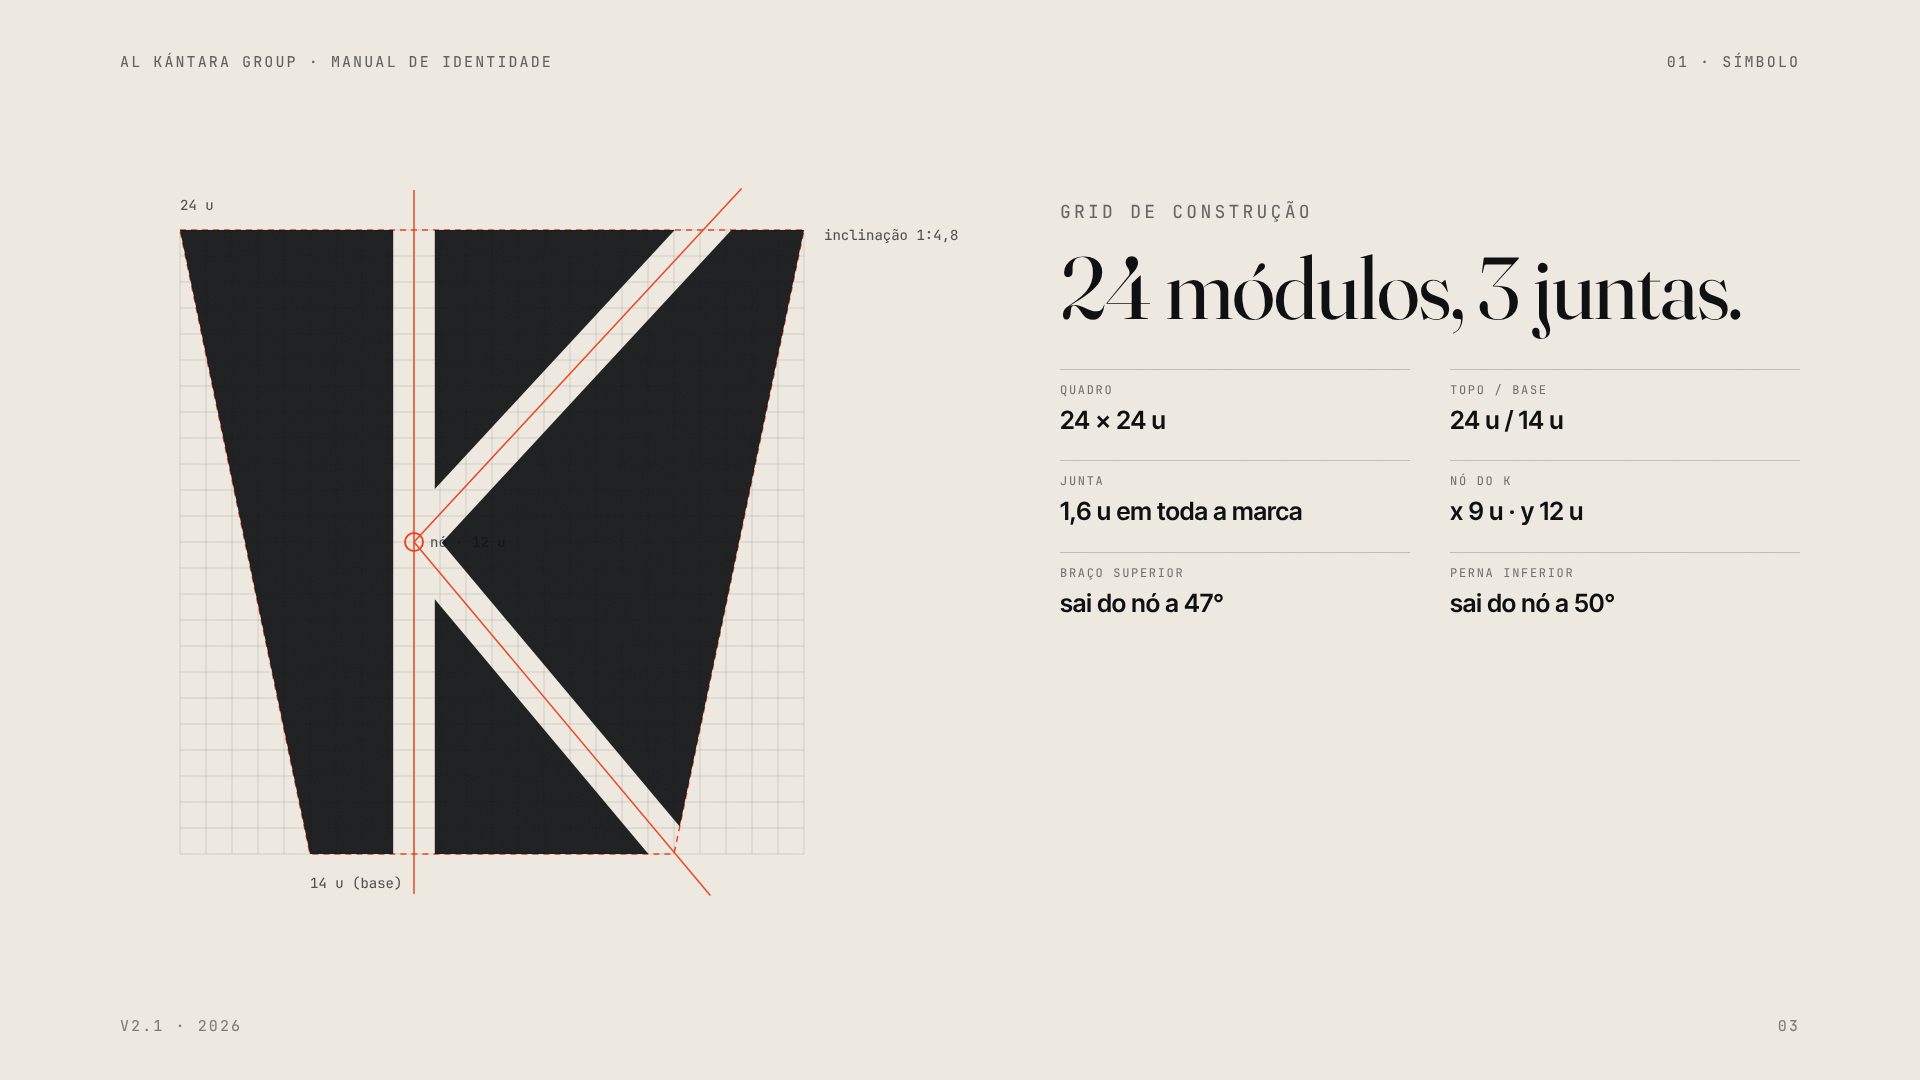 AL KÁNTARA GROUP · MANUAL DE IDENTIDADE
01 · SÍMBOLO
24 u
inclinação 1:4,8
nó · 12 u
14 u (base)
GRID DE CONSTRUÇÃO
24 módulos, 3 juntas.
QUADRO
24 × 24 u
TOPO / BASE
24 u / 14 u
JUNTA
1,6 u em toda a marca
NÓ DO K
x 9 u · y 12 u
BRAÇO SUPERIOR
sai do nó a 47°
PERNA INFERIOR
sai do nó a 50°
V2.1 · 2026
03